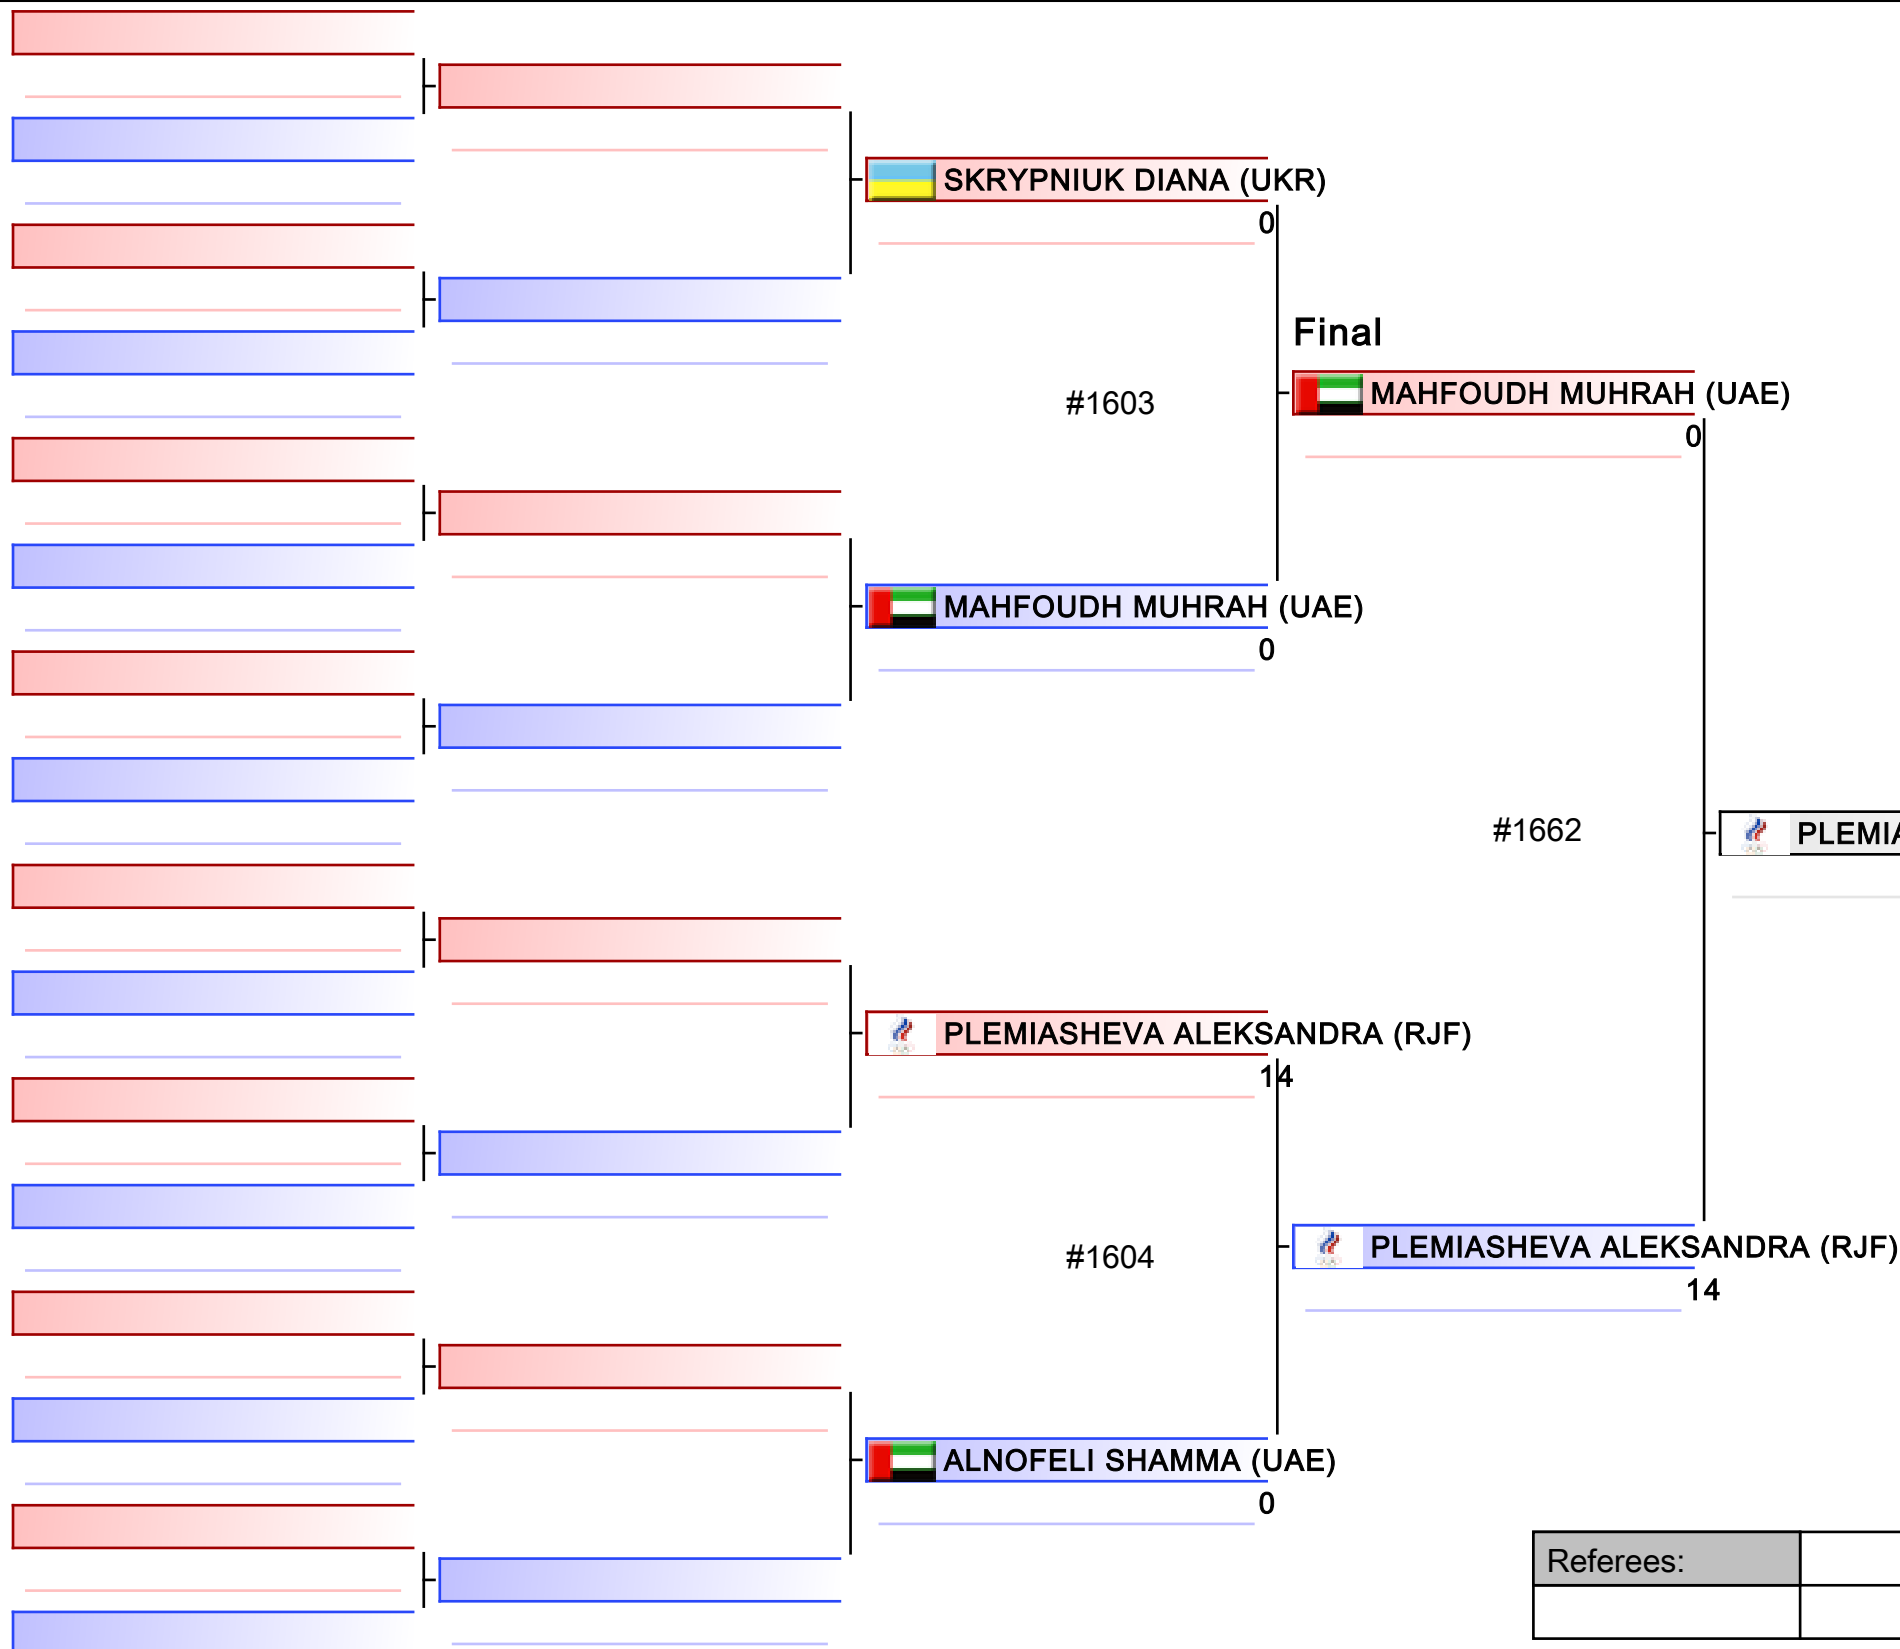 SKRYPNIUK DIANA (UKR)
0
Final
#1603
MAHFOUDH MUHRAH (UAE)
0
MAHFOUDH MUHRAH (UAE)
0
#1662
PLEMIA
PLEMIASHEVA ALEKSANDRA (RJF)
14
#1604
PLEMIASHEVA ALEKSANDRA (RJF)
14
ALNOFELI SHAMMA (UAE)
0
Referees: